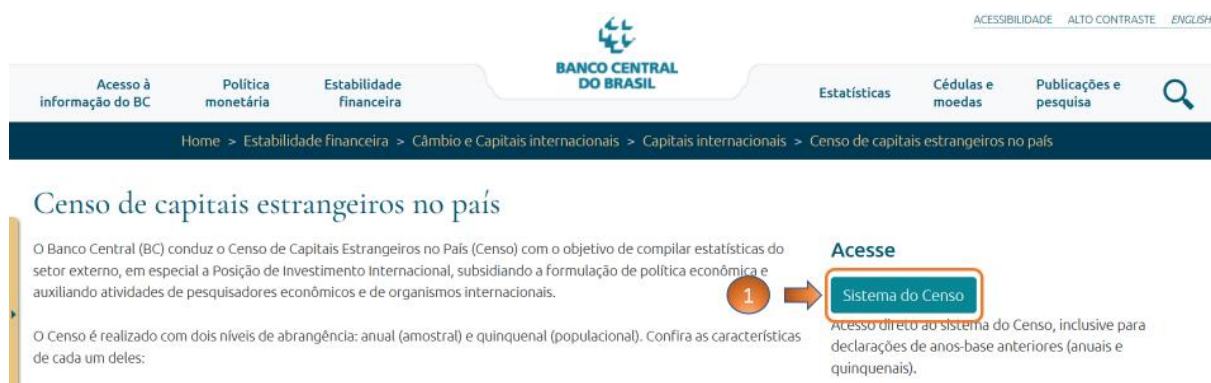 ACESSIBILIDADE ALTO CONTRASTE ENGLISH
BANCO CENTRAL
DO BRASIL
Acesso à
informação do BC
Política
monetária
Estabilidade
financeira
Estatísticas
Cédulas e
moedas
Publicações e
pesquisa
Home > Estabilidade financeira > Câmbio e Capitais internacionais > Capitais internacionais > Censo de capitais estrangeiros no país
Censo de capitais estrangeiros no país
O Banco Central (BC) conduz o Censo de Capitais Estrangeiros no País (Censo) com o objetivo de compilar estatísticas do
setor externo, em especial a Posição de Investimento Internacional, subsidiando a formulação de política econômica e
auxiliando atividades de pesquisadores econômicos e de organismos internacionais.
O Censo é realizado com dois níveis de abrangência: anual (amostral) e quinquenal (populacional). Confira as características
de cada um deles:
Acesse
1
Sistema do Censo
Acesso direto ao sistema do Censo, inclusive para
declarações de anos-base anteriores (anuais e
quinquenais).